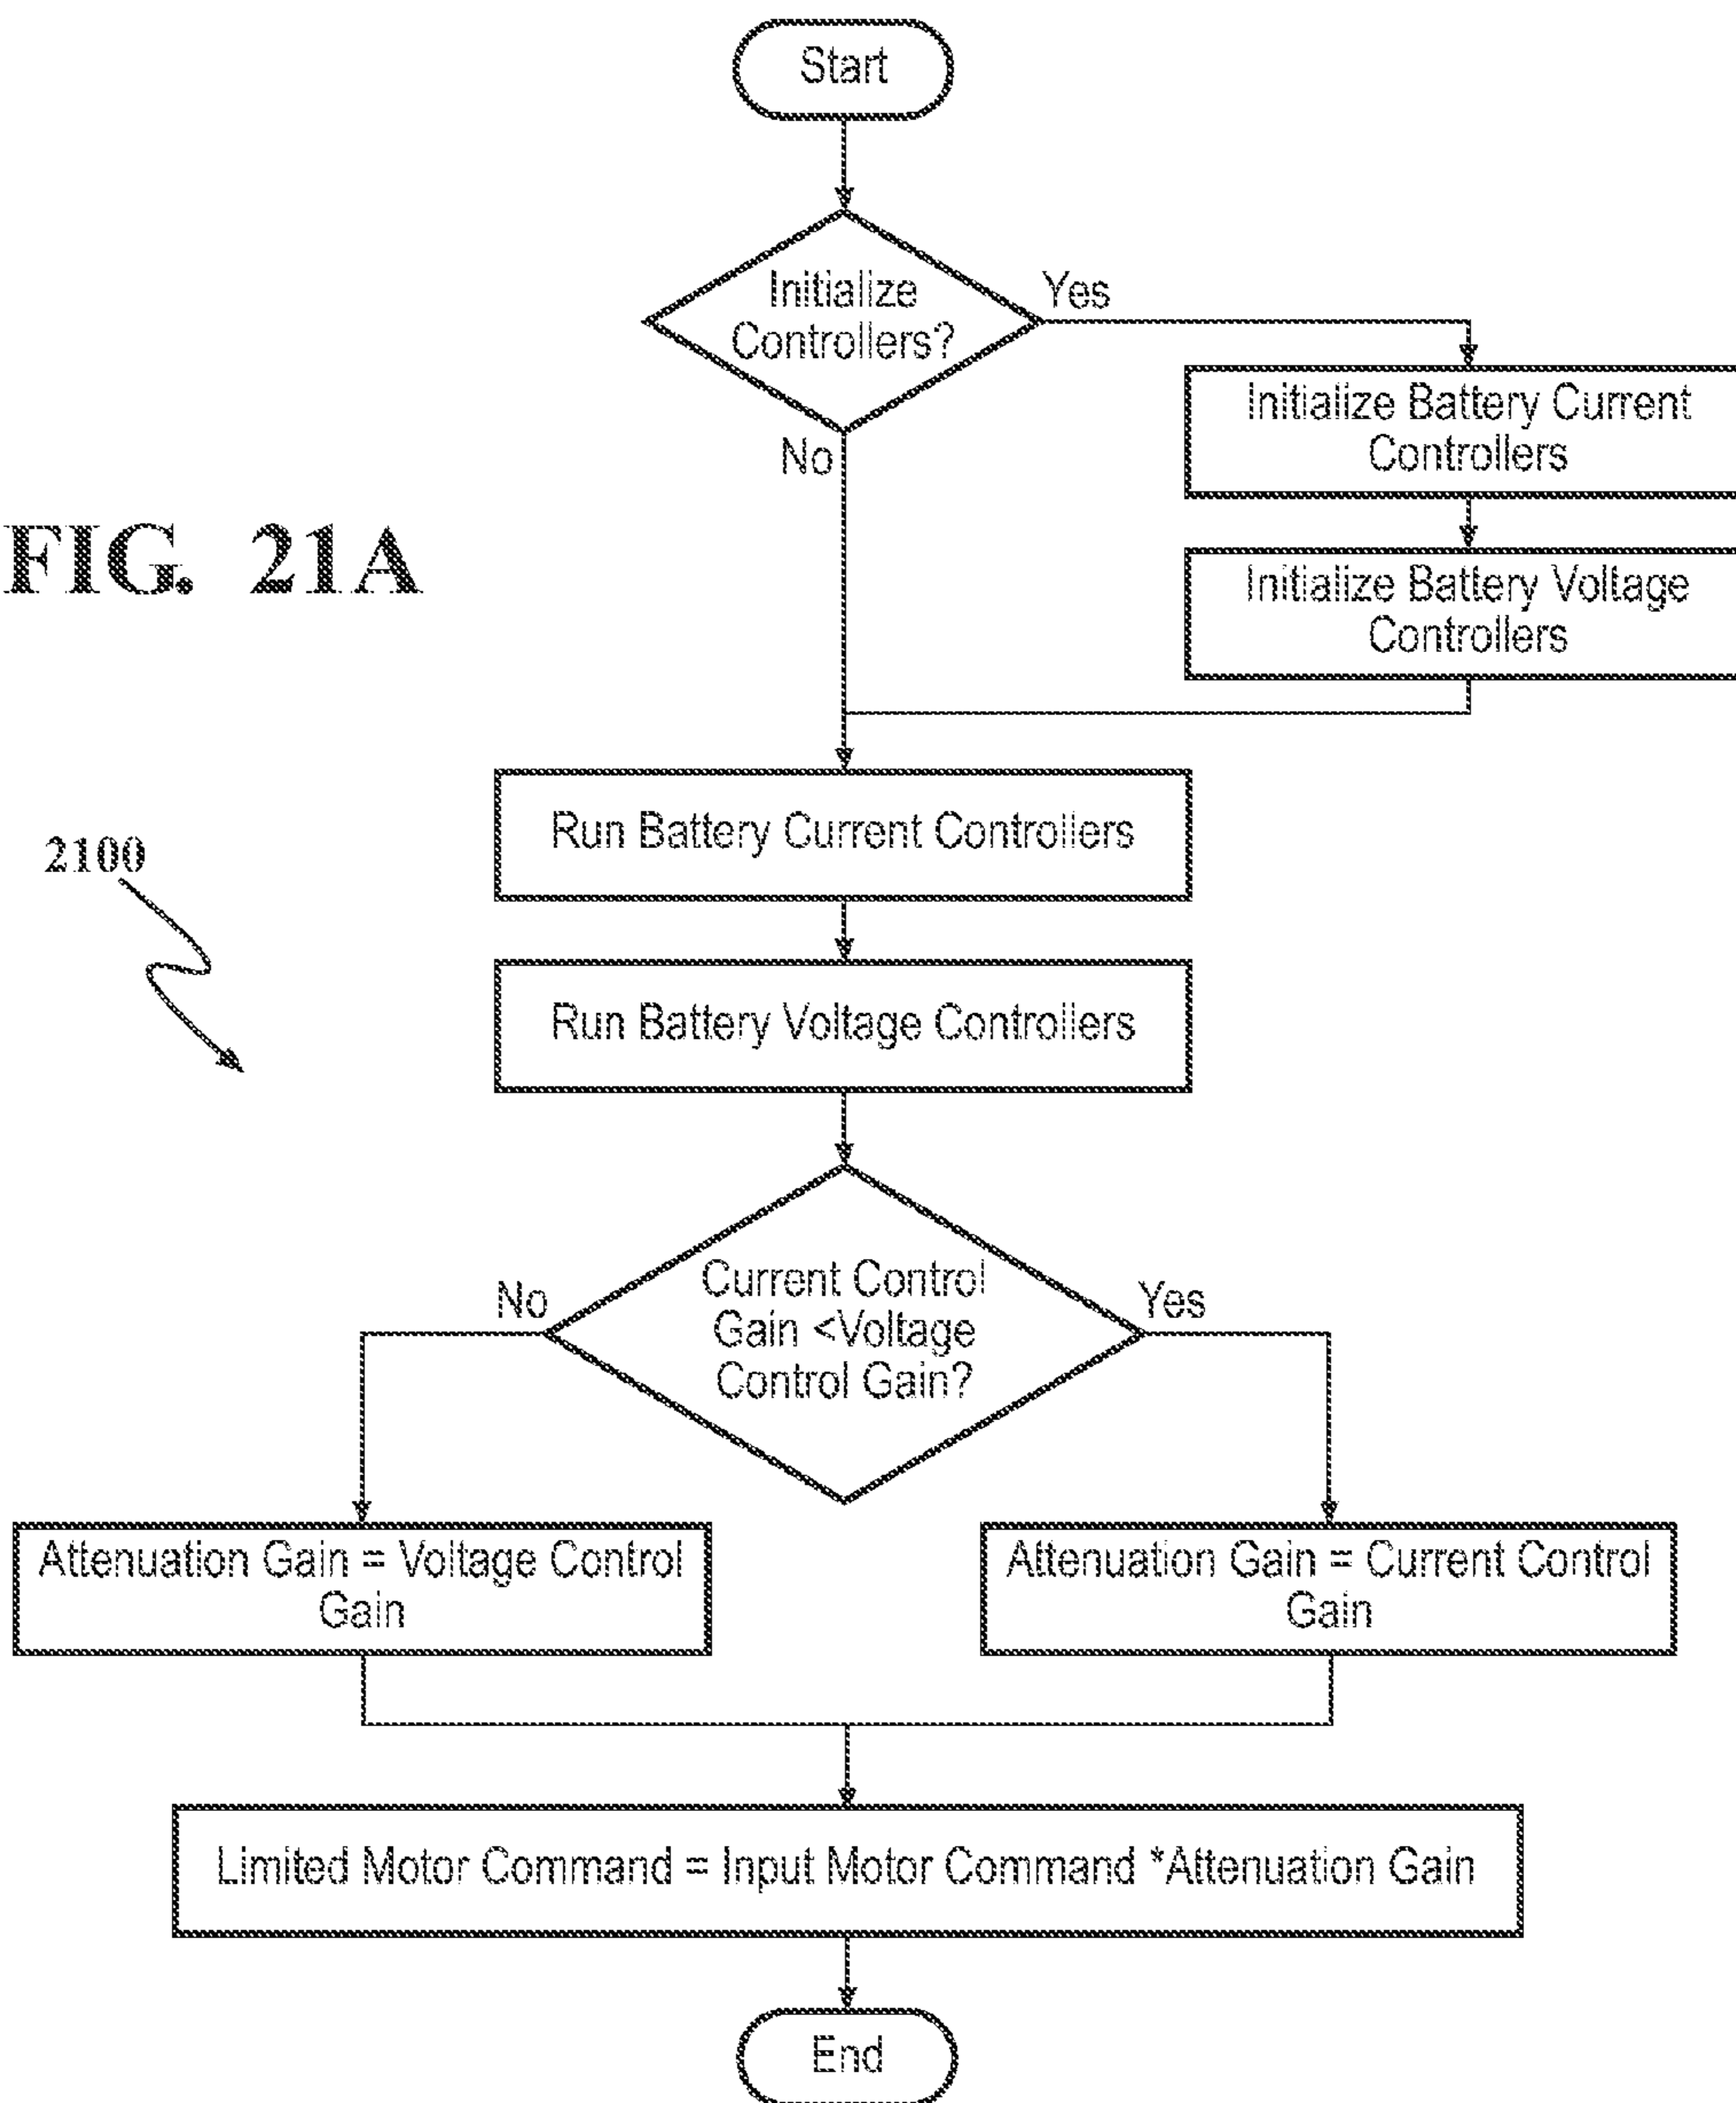 Start
Initialize
Controllers?
Yes
No
Initialize Battery Current
Controllers
Initialize Battery Voltage
Controllers
FIG. 21A
Run Battery Current Controllers
2100
Run Battery Voltage Controllers
Current Control
Gain <Voltage
Control Gain?
No
Yes
Attenuation Gain = Voltage Control
Gain
Attenuation Gain = Current Control
Gain
Limited Motor Command = Input Motor Command *Attenuation Gain
End